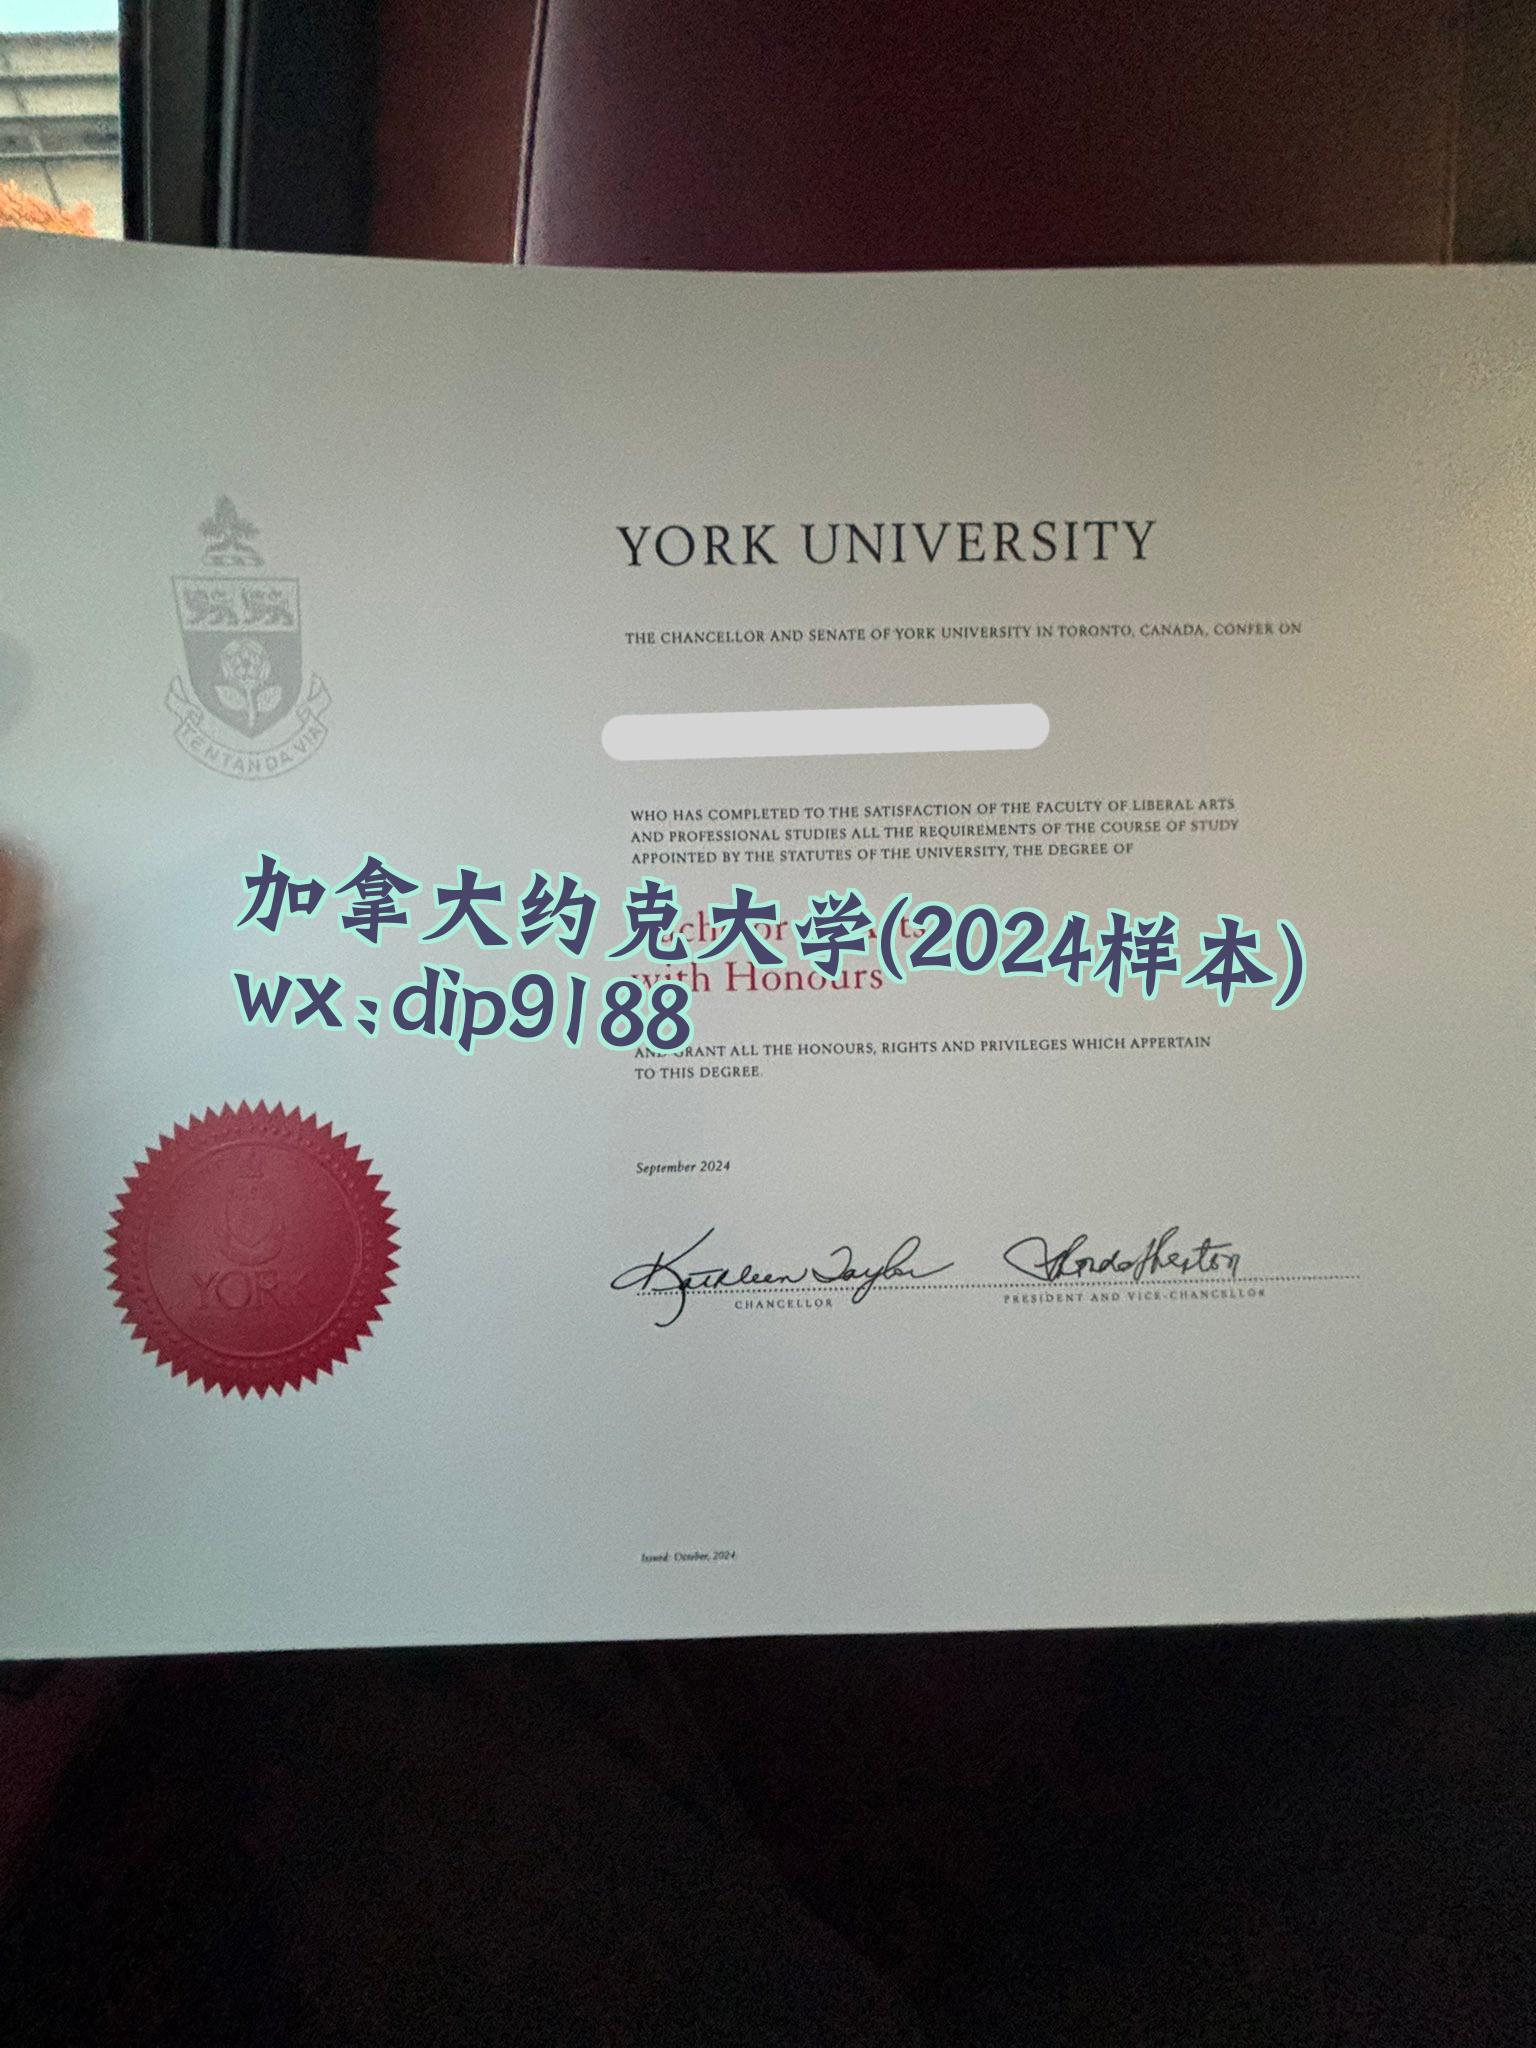 YORK UNIVERSITY
THE CHANCELLOR AND SENATE OF YORK UNIVERSITY IN TORONTO, CANADA, CONFER ON
TENTANDA VIA
WHO HAS COMPLETED TO THE SATISFACTION OF THE FACULTY OF LIBERAL ARTS
AND PROFESSIONAL STUDIES ALL THE REQUIREMENTS OF THE COURSE OF STUDY
APPOINTED BY THE STATUTES OF THE UNIVERSITY, THE DEGREE OF
加拿大约克大学(2024样本)
with Honours
wx:dip9188
AND GRANT ALL THE HONOURS, RIGHTS AND PRIVILEGES WHICH APPERTAIN
TO THIS DEGREE.
September 2024
YORK
Kathleen Taylor
CHANCELLOR
PRESIDENT AND VICE-CHANCELLOR
Issued: October, 2024